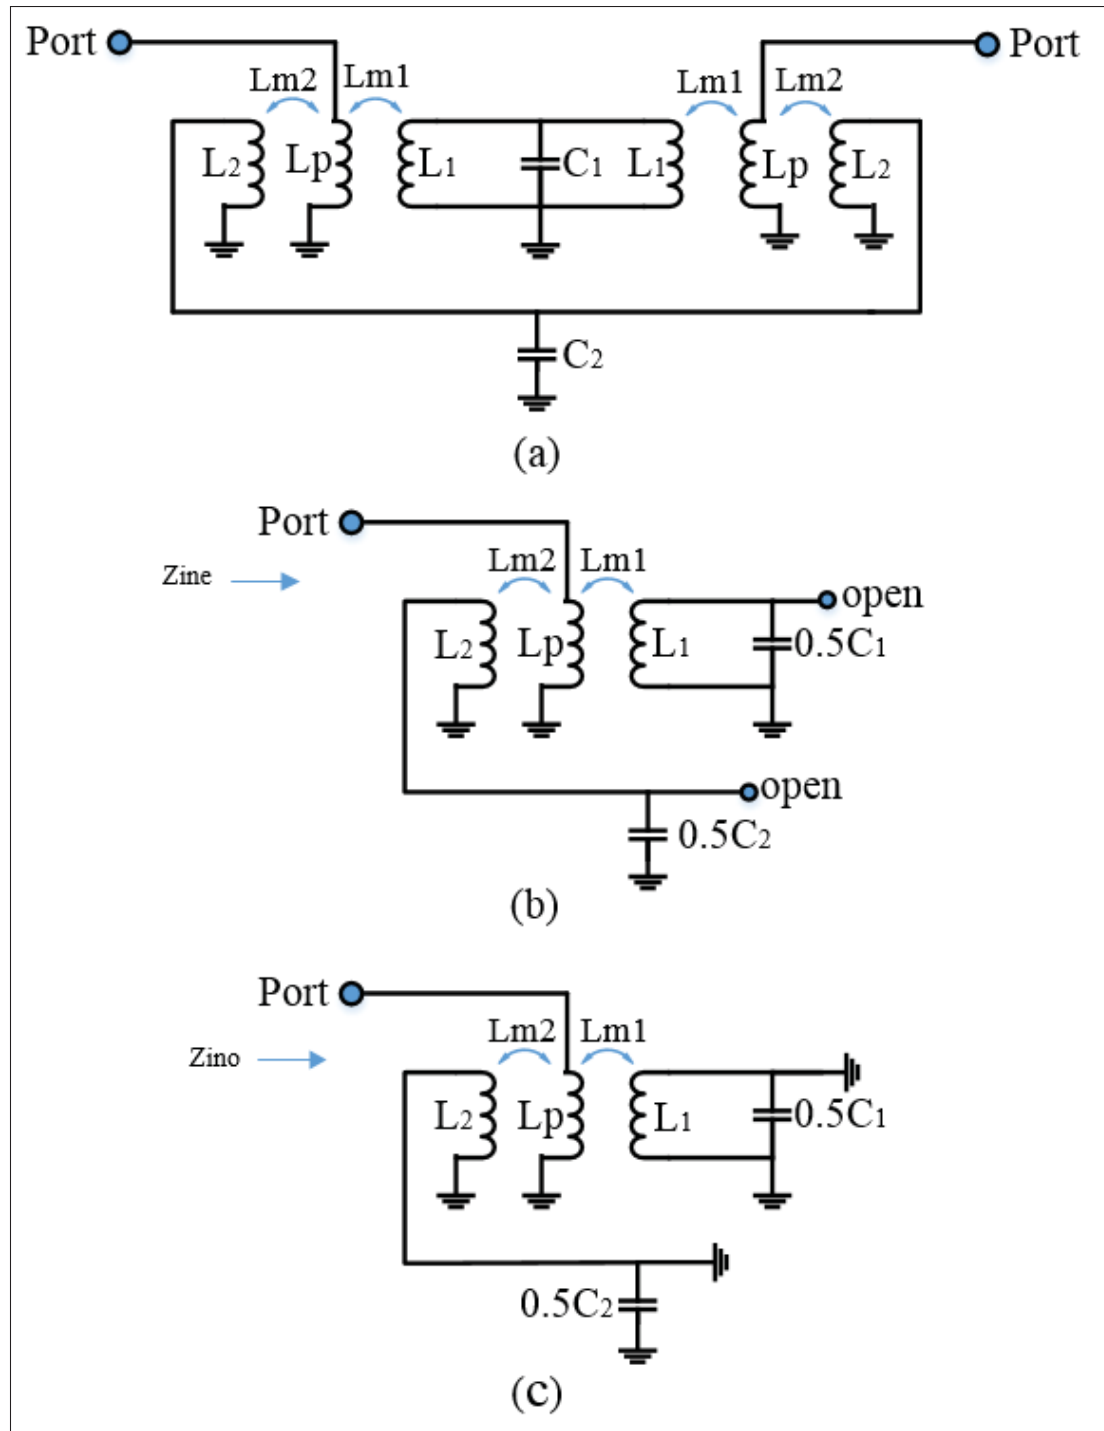 Port Port
Lm2 Lm1 Lm1 Lm2
L2 Lp L1 C1 L1 Lp L2
C2
(a)
Port
Zine Lm2 Lm1
open
L2 Lp L1 0.5C1
open
0.5C2
(b)
Port
Zino Lm2 Lm1
L2 Lp L1 0.5C1
0.5C2
(c)